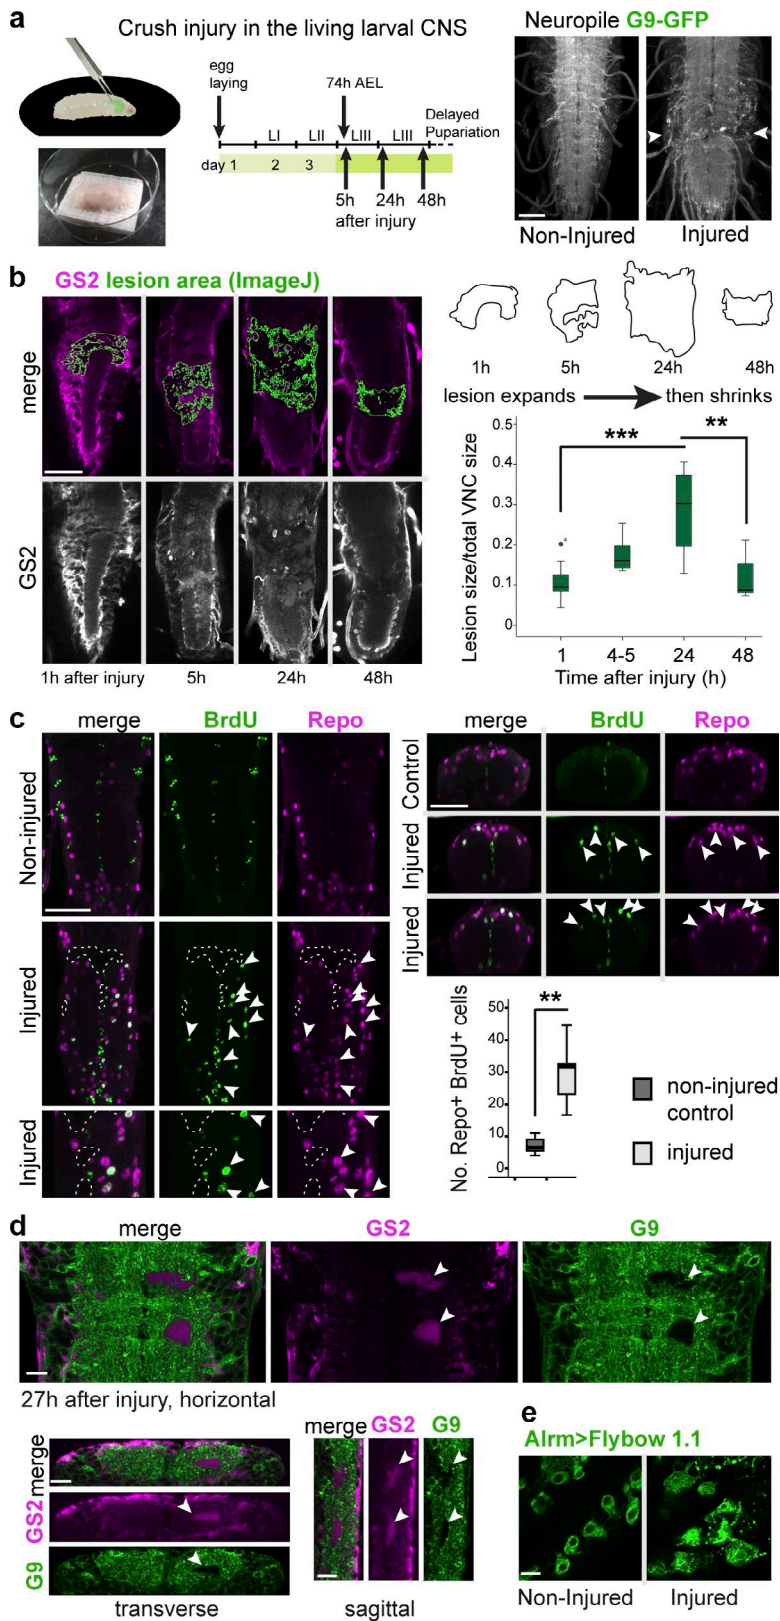 a
Crush injury in the living larval CNS
Neuropile G9-GFP
egg
laying
74h AEL
LI LII LIII LIII
Delayed
Pupariation
day 1 2 3
5h 24h 48h
after injury
Non-Injured Injured
b
GS2 lesion area (ImageJ)
merge
GS2
1h after injury 5h 24h 48h
1h 5h 24h 48h
lesion expands then shrinks
*** **
Lesion size/total VNC size
0.5
0.4
0.3
0.2
0.1
0
4
1 4-5 24 48
Time after injury (h)
c
merge BrdU Repo
Non-injured
Injured
Injured
merge BrdU Repo
Control
Injured
Injured
**
No. Repo+ BrdU+ cells
50
40
30
20
10
0
non-injured
control
injured
d
merge GS2 G9
27h after injury, horizontal
merge
GS2
G9
transverse
merge GS2 G9
sagittal
e
Alrm>Flybow 1.1
Non-Injured Injured